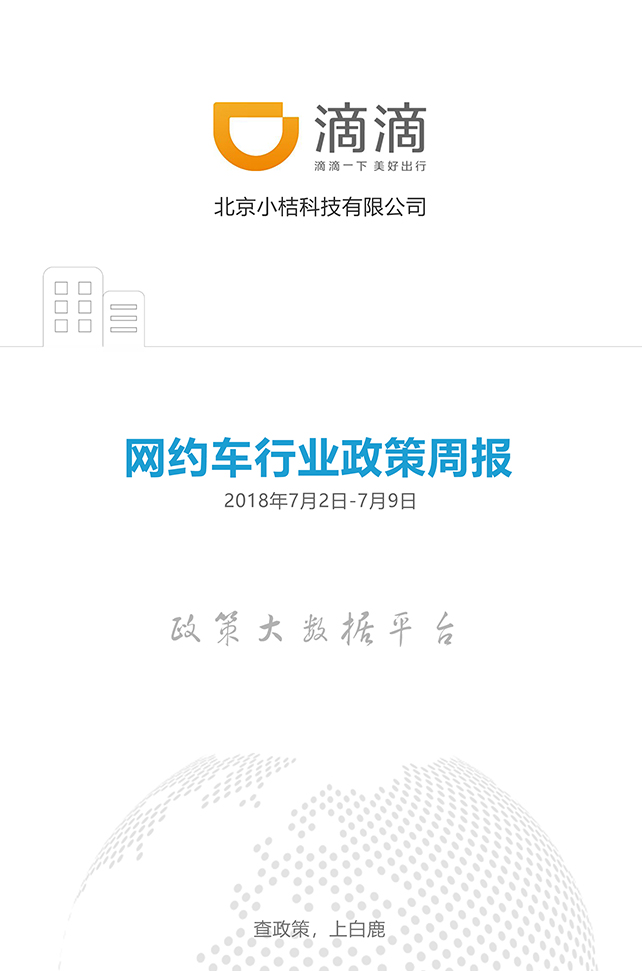 滴滴
滴滴一下 美好出行
北京小桔科技有限公司
网约车行业政策周报
2018年7月2日-7月9日
政策大数据平台
查政策，上白鹿